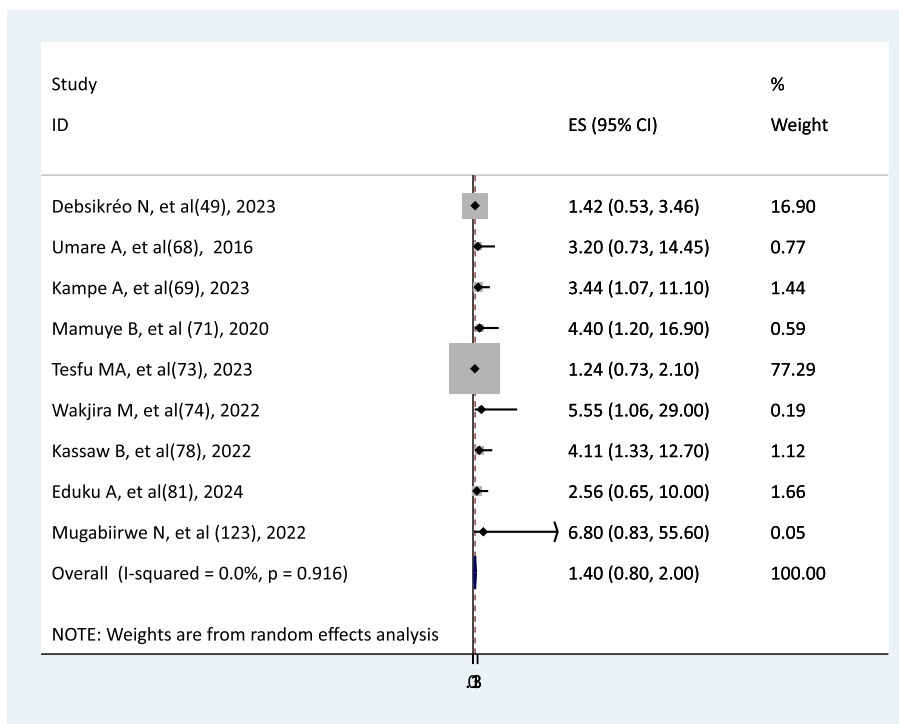 Study %
ID ES (95% CI) Weight
Debsikréo N, et al(49), 2023 1.42 (0.53, 3.46) 16.90
Umare A, et al(68),  2016 3.20 (0.73, 14.45) 0.77
Kampe A, et al(69), 2023 3.44 (1.07, 11.10) 1.44
Mamuye B, et al (71), 2020 4.40 (1.20, 16.90) 0.59
Tesfu MA, et al(73), 2023 1.24 (0.73, 2.10) 77.29
Wakjira M, et al(74), 2022 5.55 (1.06, 29.00) 0.19
Kassaw B, et al(78), 2022 4.11 (1.33, 12.70) 1.12
Eduku A, et al(81), 2024 2.56 (0.65, 10.00) 1.66
Mugabiirwe N, et al (123), 2022 6.80 (0.83, 55.60) 0.05
Overall  (I-squared = 0.0%, p = 0.916) 1.40 (0.80, 2.00) 100.00
NOTE: Weights are from random effects analysis